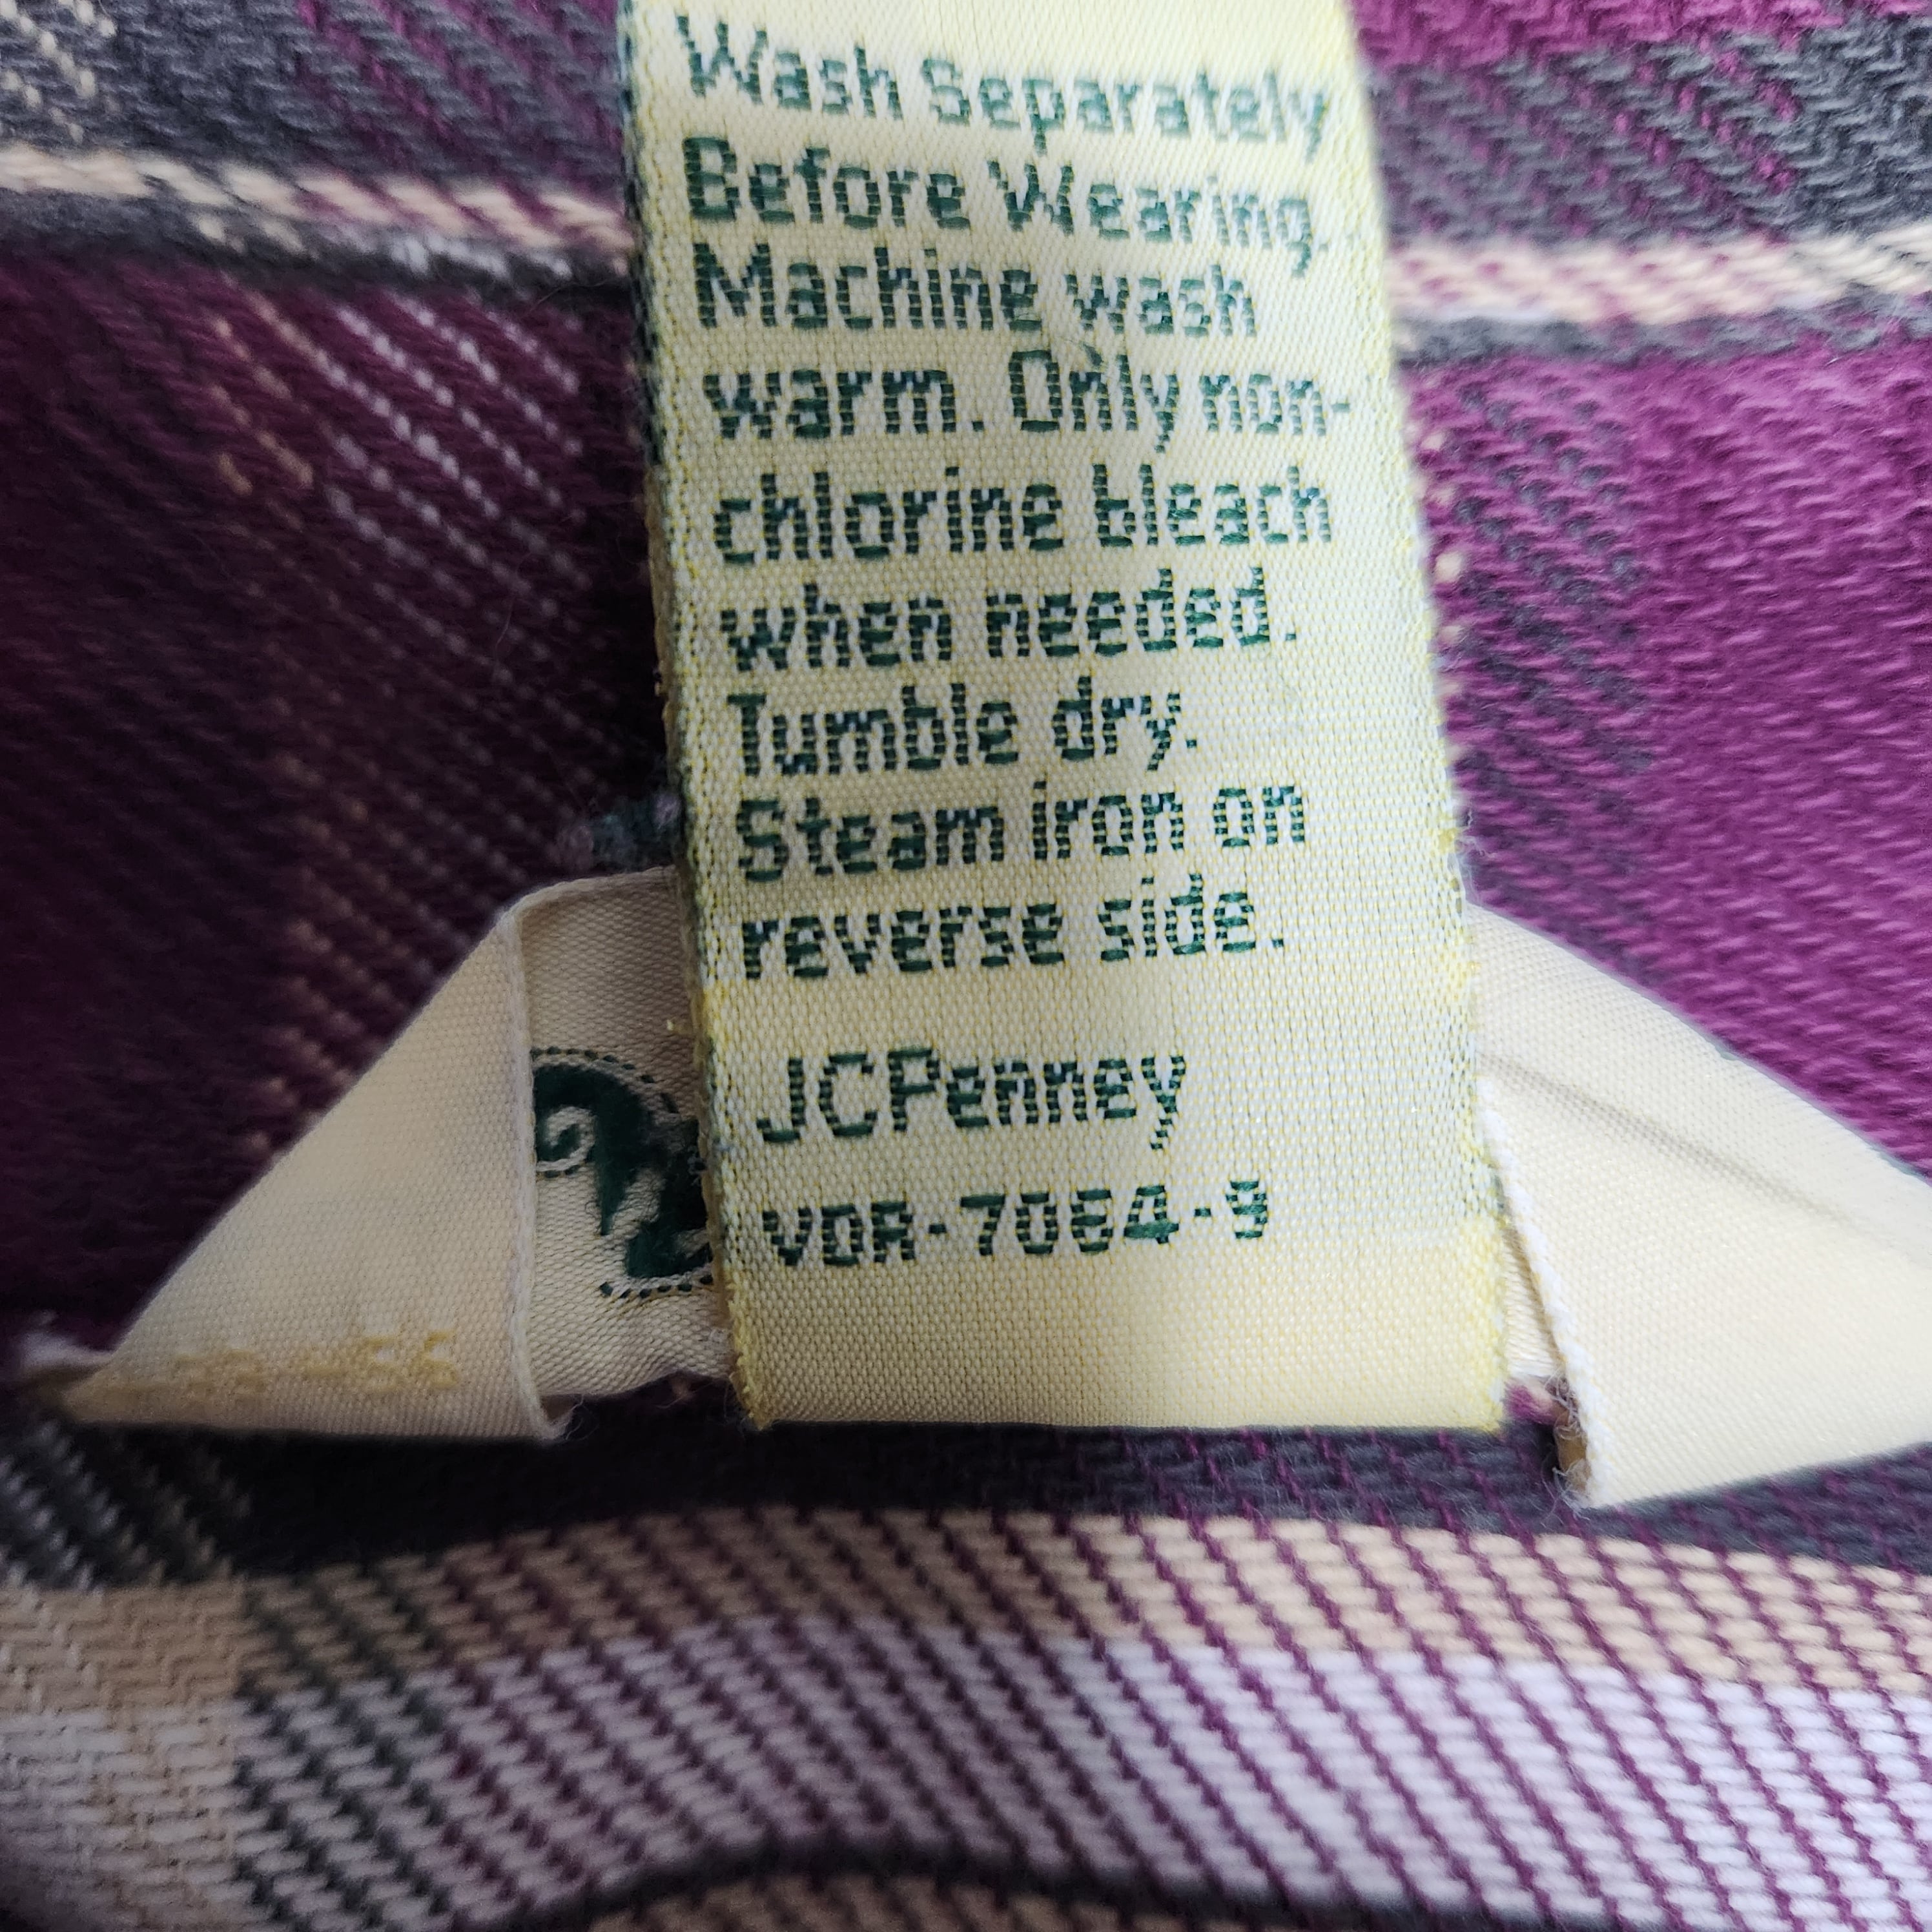 Wash Separately
Before Wearing.
Machine wash
warm. Only non-
chlorine bleach
when needed.
Tumble dry.
Steam iron on
reverse side.
JCPenney
VDR-7064-9